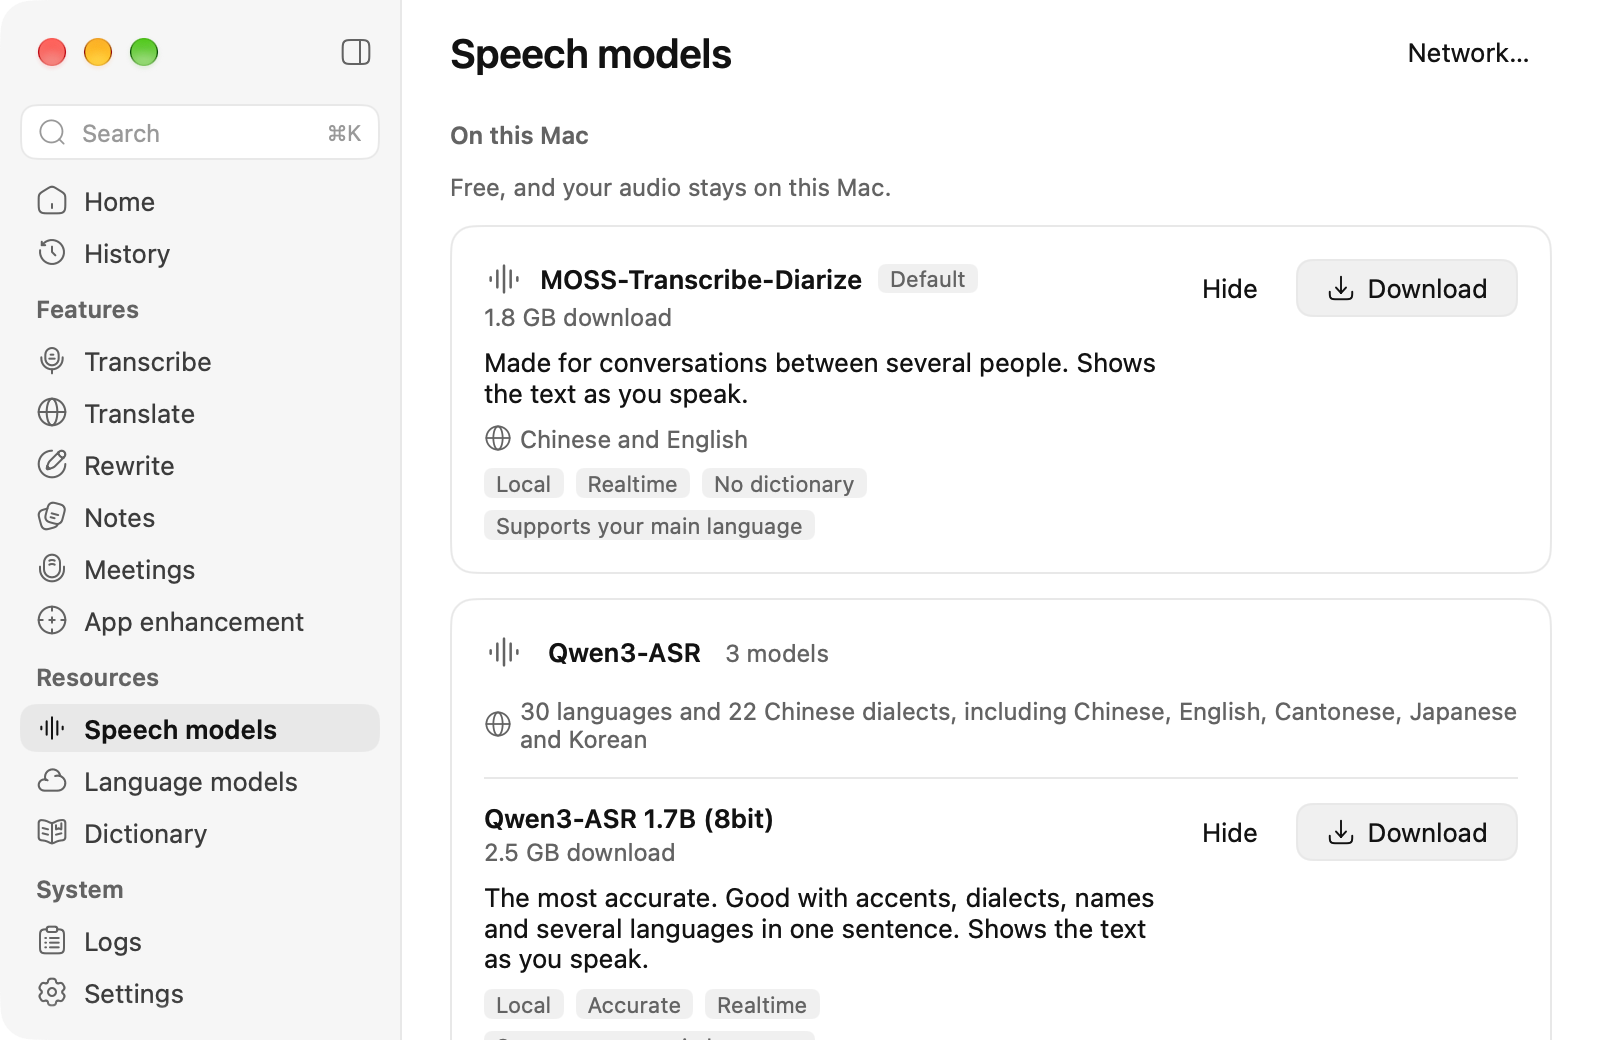 Search ⌘K
Home
History
Features
Transcribe
Translate
Rewrite
Notes
Meetings
App enhancement
Resources
Speech models
Language models
Dictionary
System
Logs
Settings
Speech models
Network...
On this Mac
Free, and your audio stays on this Mac.
MOSS-Transcribe-Diarize Default
Hide Download
1.8 GB download
Made for conversations between several people. Shows
the text as you speak.
Chinese and English
Local Realtime No dictionary
Supports your main language
Qwen3-ASR 3 models
30 languages and 22 Chinese dialects, including Chinese, English, Cantonese, Japanese
and Korean
Qwen3-ASR 1.7B (8bit)
Hide Download
2.5 GB download
The most accurate. Good with accents, dialects, names
and several languages in one sentence. Shows the text
as you speak.
Local Accurate Realtime